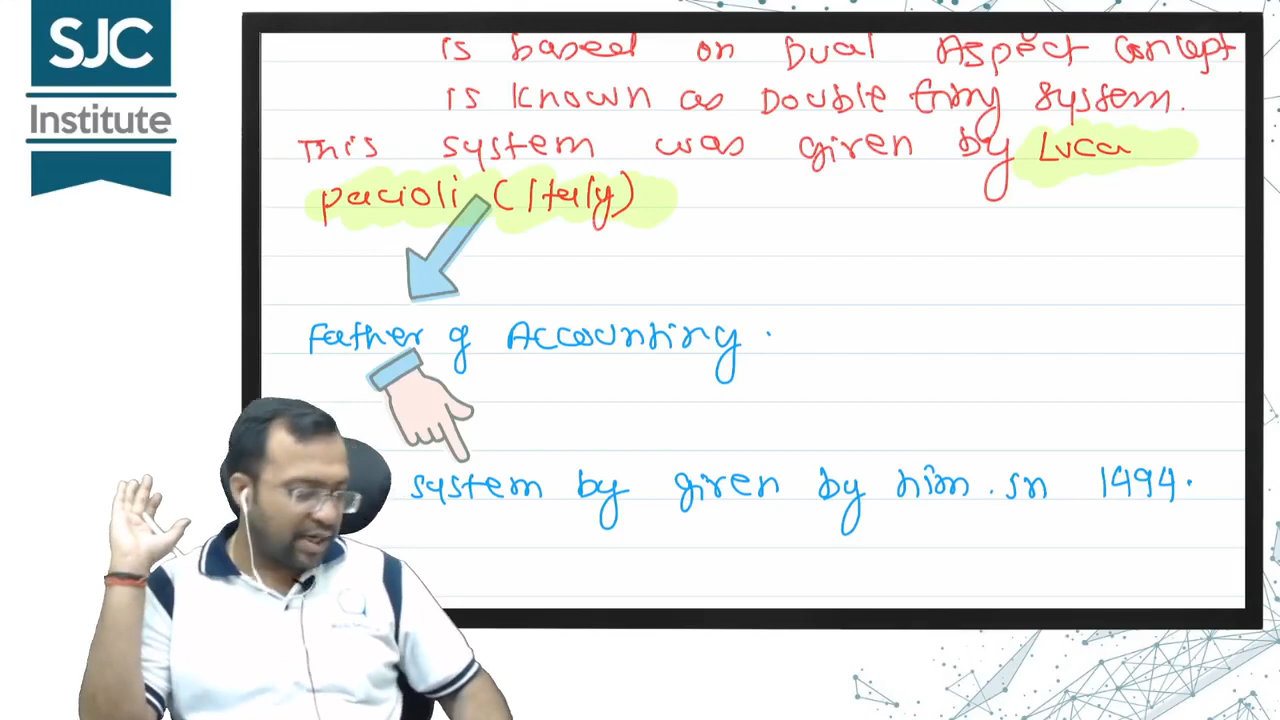 SJC
Institute
is based on Dual Aspect Concept
is known as Double Entry System.
This system was given by Luca
pacioli (Italy)
Father of Accounting.
system by given by him. in 1494.